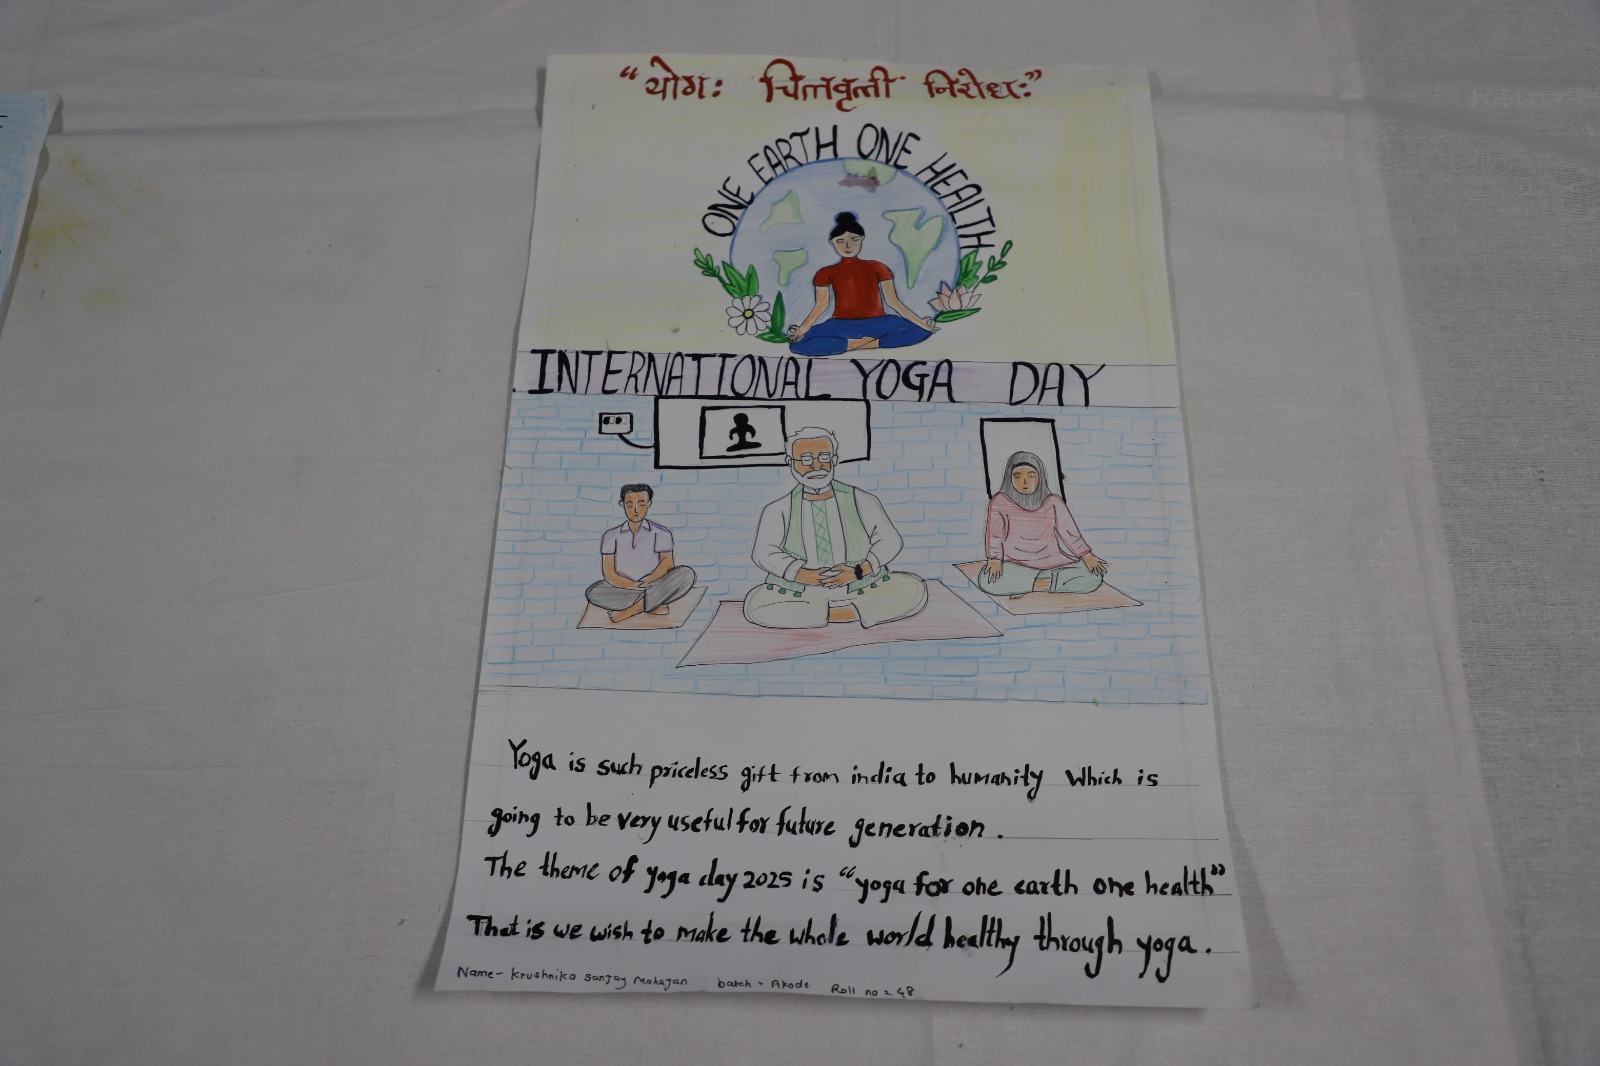 "योगः चित्तवृत्ती निरोधः"
ONE EARTH ONE HEALTH
INTERNATIONAL YOGA DAY
Yoga is such priceless gift from india to humanity Which is
going to be very useful for future generation.
The theme of yoga day 2025 is "yoga for one earth one health"
That is we wish to make the whole world healthy through yoga.
Name- Krushnika Sanjay Mahajan batch - Akode Roll no = 48